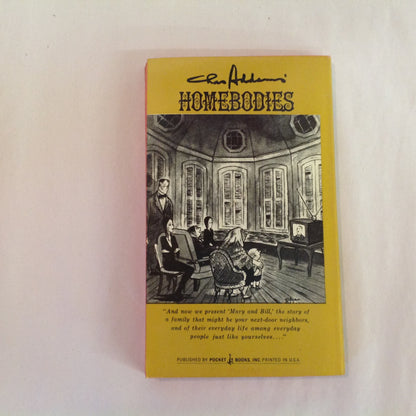 Chas Addams'
HOMEBODIES
"And now we present 'Mary and Bill,' the story of
a family that might be your next-door neighbors,
and of their everyday life among everyday
people just like yourselves...."
PUBLISHED BY POCKET BOOKS, INC. PRINTED IN U.S.A.